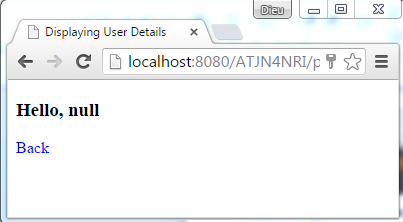 Dieu
Displaying User Details
localhost:8080/ATJN4NRI/p
Hello, null
Back